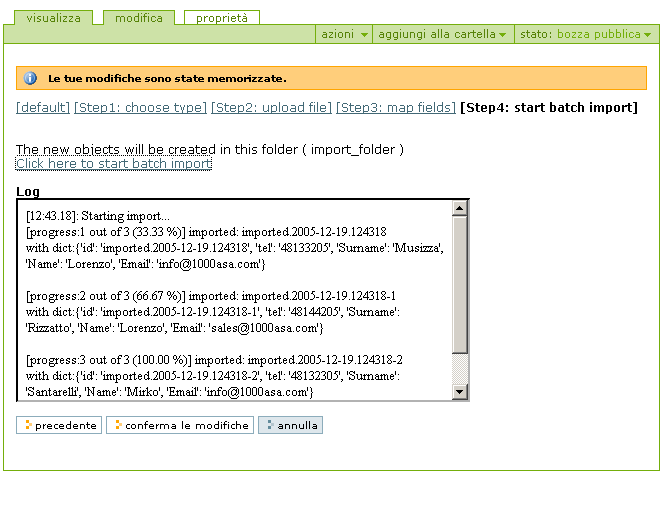 visualizza modifica proprietà
azioni aggiungi alla cartella stato: bozza pubblica
Le tue modifiche sono state memorizzate.
[default] [Step1: choose type] [Step2: upload file] [Step3: map fields] [Step4: start batch import]
The new objects will be created in this folder ( import_folder )
Click here to start batch import
Log
[12:43.18]: Starting import...
[progress:1 out of 3 (33.33 %)] imported: imported.2005-12-19.124318
with dict:{'id': 'imported.2005-12-19.124318', 'tel': '48133205', 'Surname': 'Musizza',
'Name': 'Lorenzo', 'Email': 'info@1000asa.com'}
[progress:2 out of 3 (66.67 %)] imported: imported.2005-12-19.124318-1
with dict:{'id': 'imported.2005-12-19.124318-1', 'tel': '48144205', 'Surname':
'Rizzatto', 'Name': 'Lorenzo', 'Email': 'sales@1000asa.com'}
[progress:3 out of 3 (100.00 %)] imported: imported.2005-12-19.124318-2
with dict:{'id': 'imported.2005-12-19.124318-2', 'tel': '48132305', 'Surname':
'Santarelli', 'Name': 'Mirko', 'Email': 'info@1000asa.com'}
precedente conferma le modifiche annulla